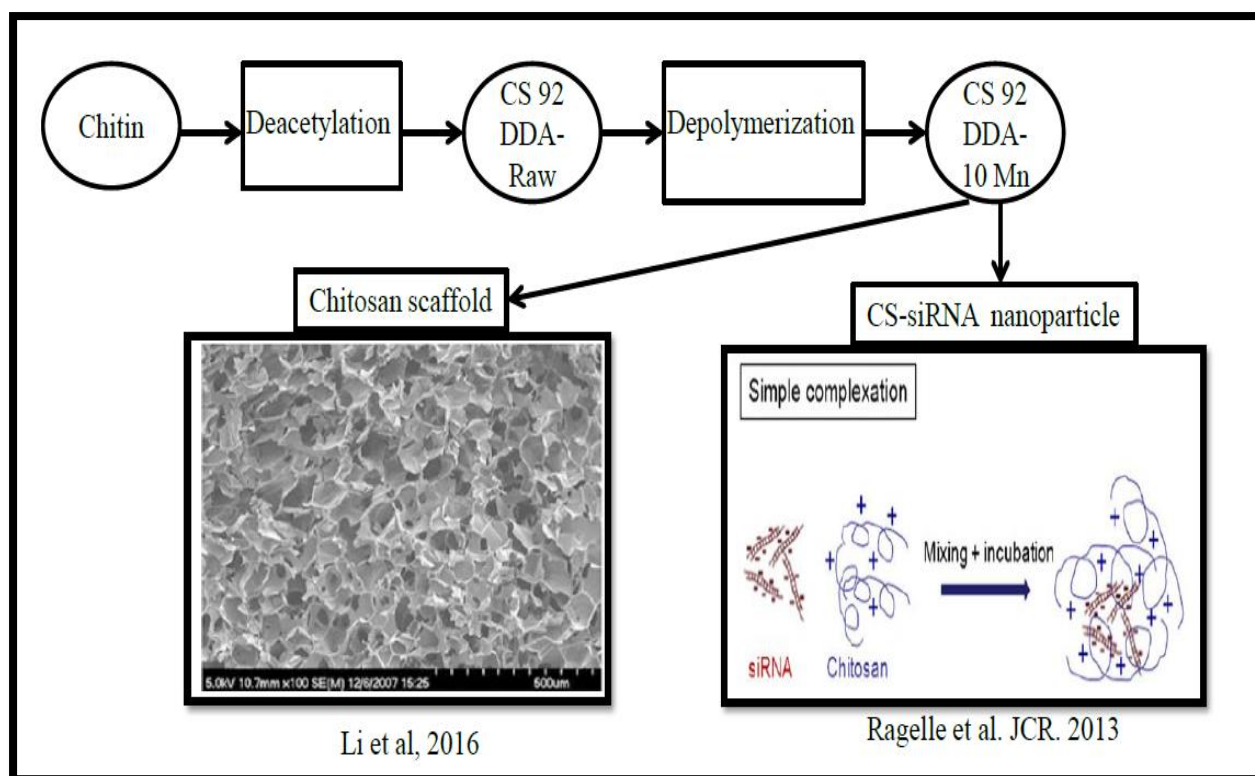 Chitin
Deacetylation
CS 92
DDA-
Raw
Depolymerization
CS 92
DDA-
10 Mn
Chitosan scaffold
CS-siRNA nanoparticle
Simple complexation
Mixing + incubation
siRNA
Chitosan
5.0kV 10.7mm x100 SE(M) 12/6/2007 15:25
500um
Li et al, 2016
Ragelle et al. JCR. 2013